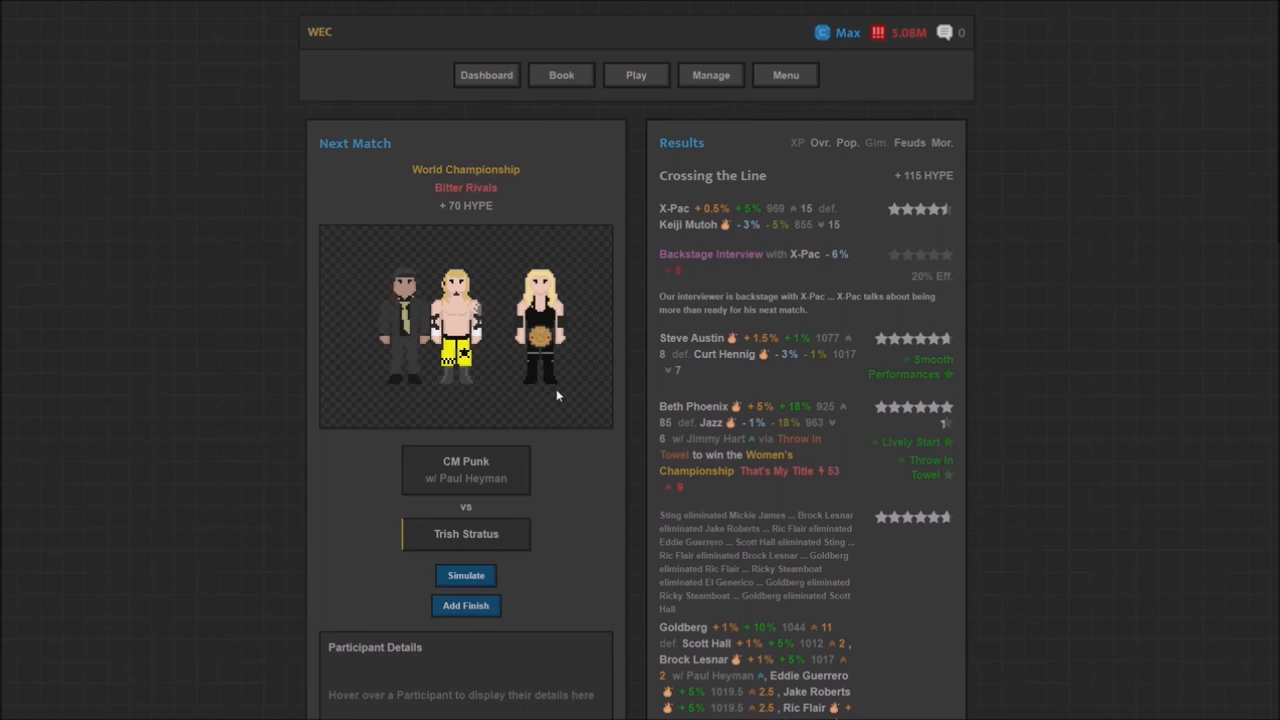 WEC
Max 5.08M 0
Dashboard Book Play Manage Menu
Next Match
World Championship
Bitter Rivals
+ 70 HYPE
CM Punk
w/ Paul Heyman
vs
Trish Stratus
Simulate
Add Finish
Participant Details
Hover over a Participant to display their details here
Results XP Ovr. Pop. Gim. Feuds Mor.
Crossing the Line + 115 HYPE
X-Pac + 0.5% + 5% 969 15 def.
Keiji Mutoh - 3% - 5% 855 15
Backstage Interview with X-Pac - 6%
20% Eff.
Our interviewer is backstage with X-Pac ... X-Pac talks about being
more than ready for his next match.
Steve Austin + 1.5% + 1% 1077
8 def. Curt Hennig - 3% - 1% 1017
7
Smooth
Performances
Beth Phoenix + 5% + 18% 925
85 def. Jazz - 1% - 18% 963
6 w/ Jimmy Hart via Throw in
Towel to win the Women's
Championship That's My Title 53
9
Lively Start
Throw In
Towel
Sting eliminated Mickie James ... Brock Lesnar
eliminated Jake Roberts ... Ric Flair eliminated
Eddie Guerrero ... Scott Hall eliminated Sting ...
Ric Flair eliminated Brock Lesnar ... Goldberg
eliminated Ric Flair ... Ricky Steamboat
eliminated El Generico ... Goldberg eliminated
Ricky Steamboat ... Goldberg eliminated Scott
Hall
Goldberg + 1% + 10% 1044 11
def. Scott Hall + 1% + 5% 1012 2 ,
Brock Lesnar + 1% + 5% 1017
2 w/ Paul Heyman , Eddie Guerrero
+ 5% 1019.5 2.5 , Jake Roberts
+ 5% 1019.5 2.5 , Ric Flair +